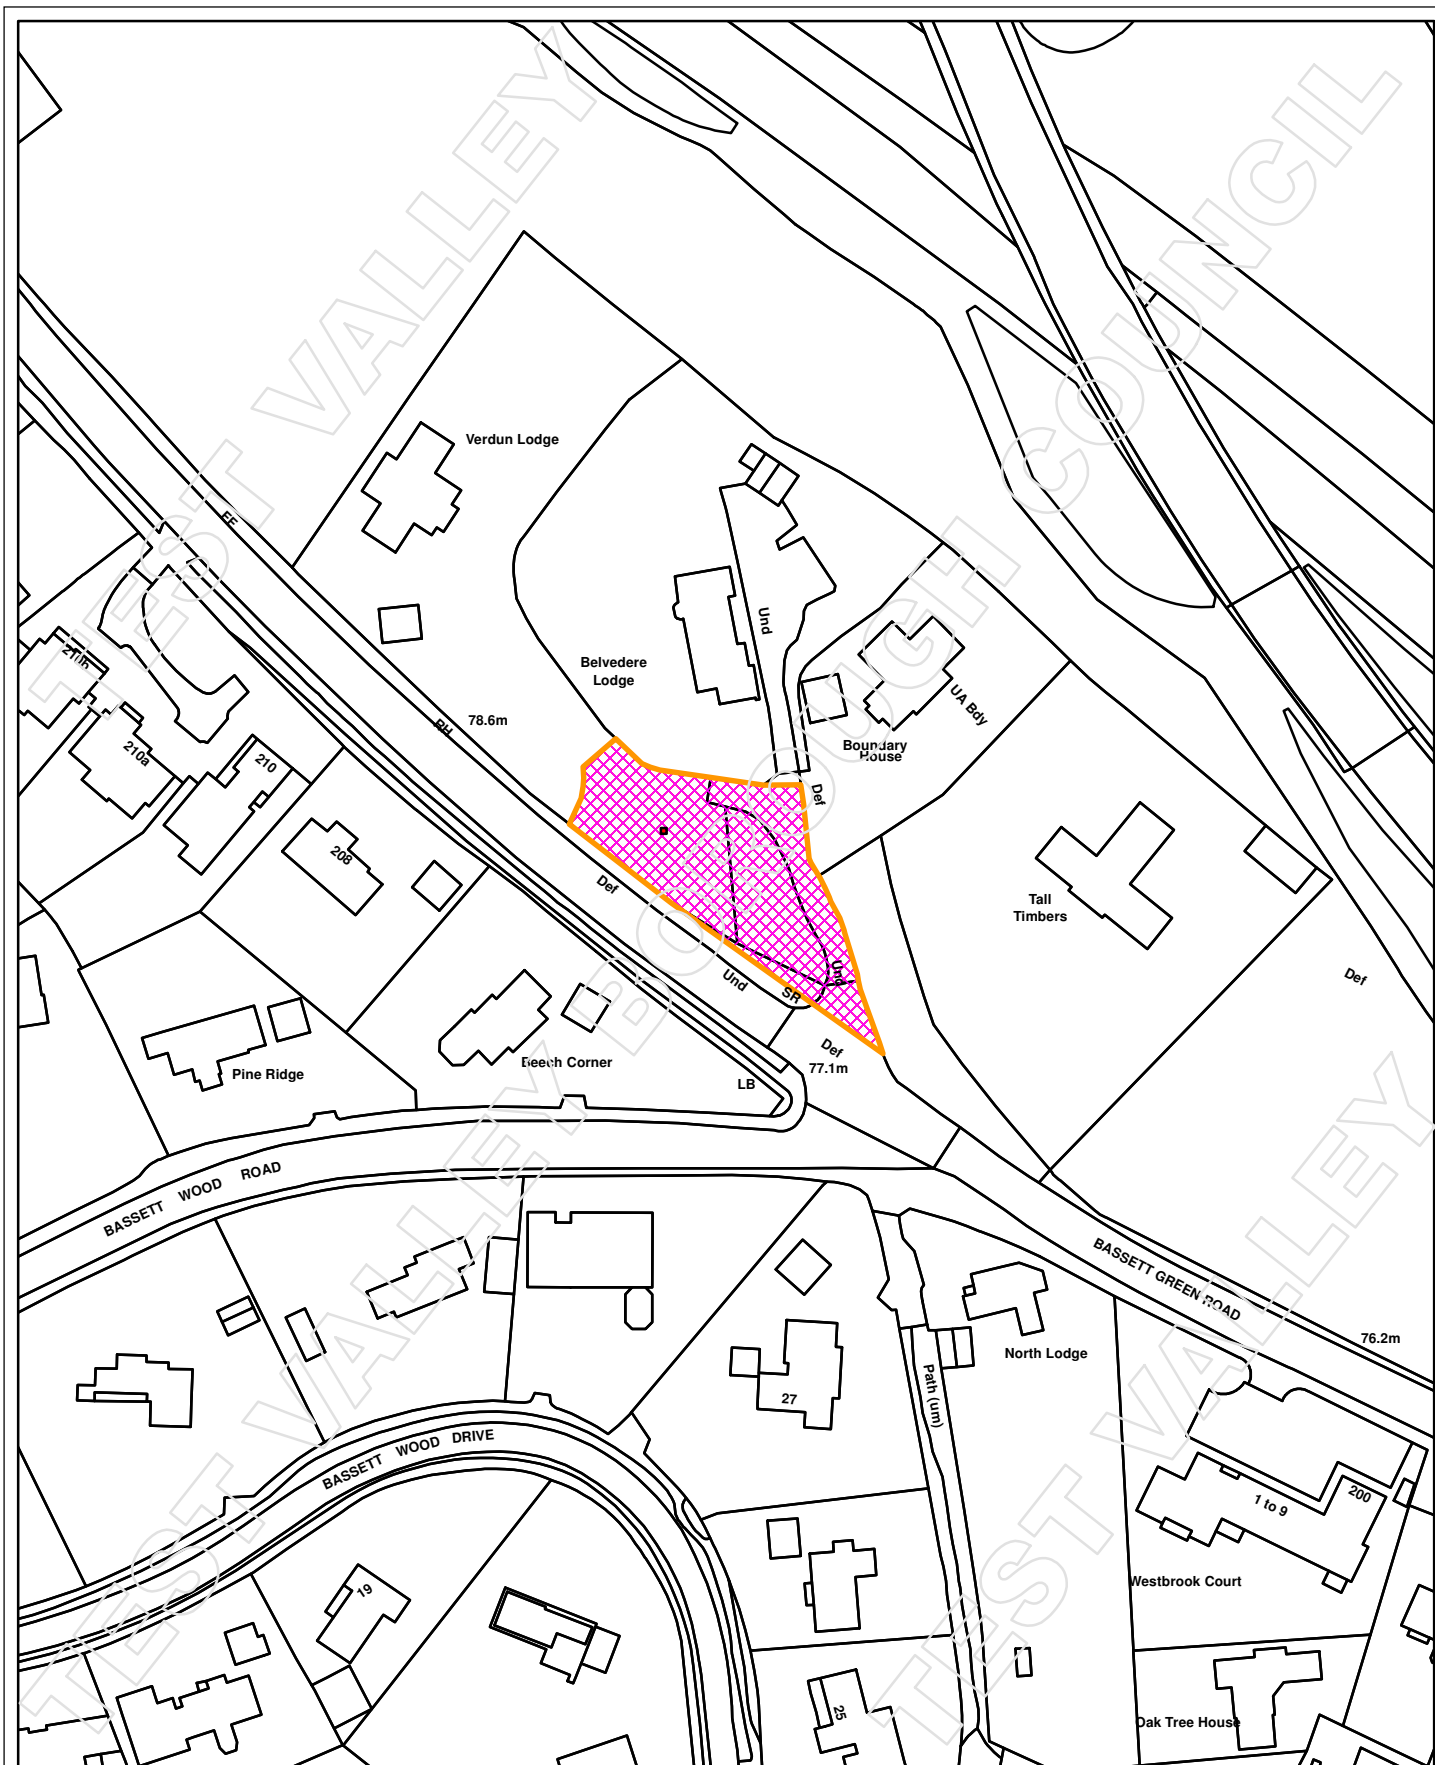 TEST VALLEY BOROUGH COUNCIL
TEST VALLEY
TEST VALLEY
Verdun Lodge
FF
Und
210b
Belvedere
Lodge
UA Bdy
78.6m
RH
210a
210
Boundary
House
Def
208
Def
Tall
Timbers
Und
Und
SR
Def
Def
77.1m
Beech Corner
Pine Ridge
LB
BASSETT WOOD ROAD
BASSETT GREEN ROAD
76.2m
North Lodge
Path (um)
27
BASSETT WOOD DRIVE
200
1 to 9
Westbrook Court
19
25
Oak Tree House